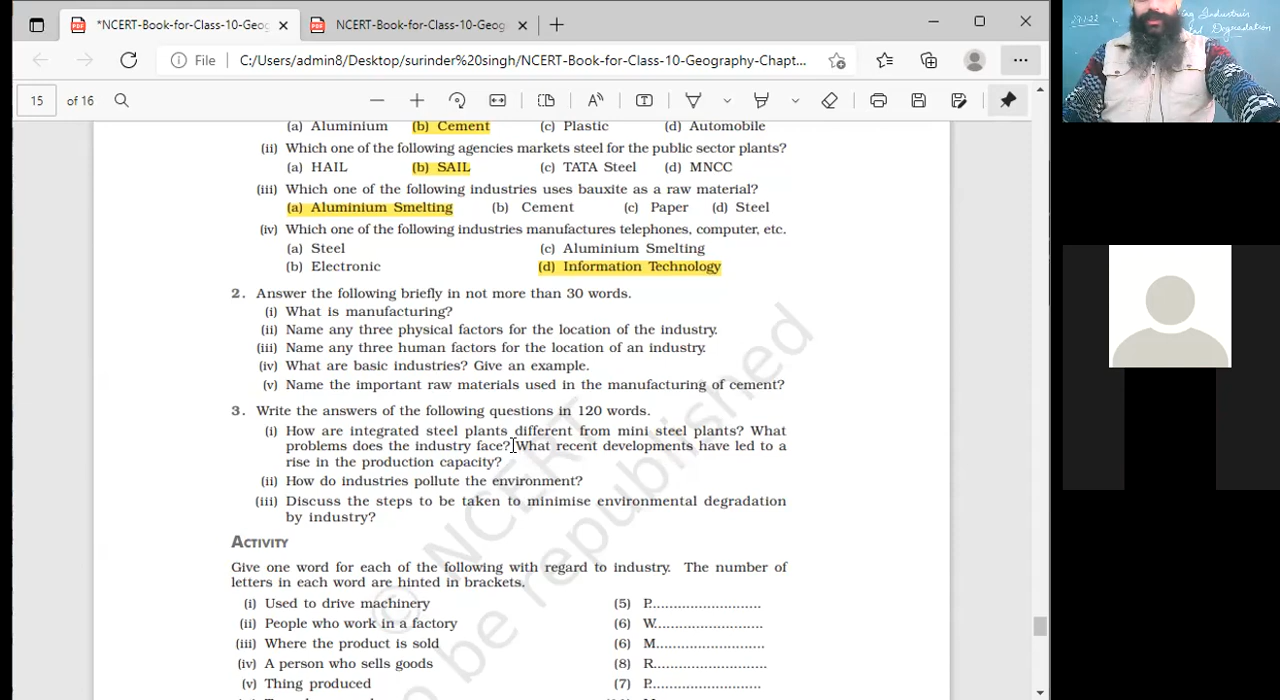 *NCERT-Book-for-Class-10-Geog
NCERT-Book-for-Class-10-Geog
File C:/Users/admin8/Desktop/surinder%20singh/NCERT-Book-for-Class-10-Geography-Chapt...
15 of 16
(a) Aluminium (b) Cement (c) Plastic (d) Automobile
(ii) Which one of the following agencies markets steel for the public sector plants?
(a) HAIL (b) SAIL (c) TATA Steel (d) MNCC
(iii) Which one of the following industries uses bauxite as a raw material?
(a) Aluminium Smelting (b) Cement (c) Paper (d) Steel
(iv) Which one of the following industries manufactures telephones, computer, etc.
(a) Steel (c) Aluminium Smelting
(b) Electronic (d) Information Technology
2. Answer the following briefly in not more than 30 words.
(i) What is manufacturing?
(ii) Name any three physical factors for the location of the industry.
(iii) Name any three human factors for the location of an industry.
(iv) What are basic industries? Give an example.
(v) Name the important raw materials used in the manufacturing of cement?
3. Write the answers of the following questions in 120 words.
(i) How are integrated steel plants different from mini steel plants? What
problems does the industry face? What recent developments have led to a
rise in the production capacity?
(ii) How do industries pollute the environment?
(iii) Discuss the steps to be taken to minimise environmental degradation
by industry?
ACTIVITY
Give one word for each of the following with regard to industry. The number of
letters in each word are hinted in brackets.
(i) Used to drive machinery (5) P..........................
(ii) People who work in a factory (6) W.........................
(iii) Where the product is sold (6) M.........................
(iv) A person who sells goods (8) R..........................
(v) Thing produced (7) P..........................
© NCERT
be republished
Industries
Degradation